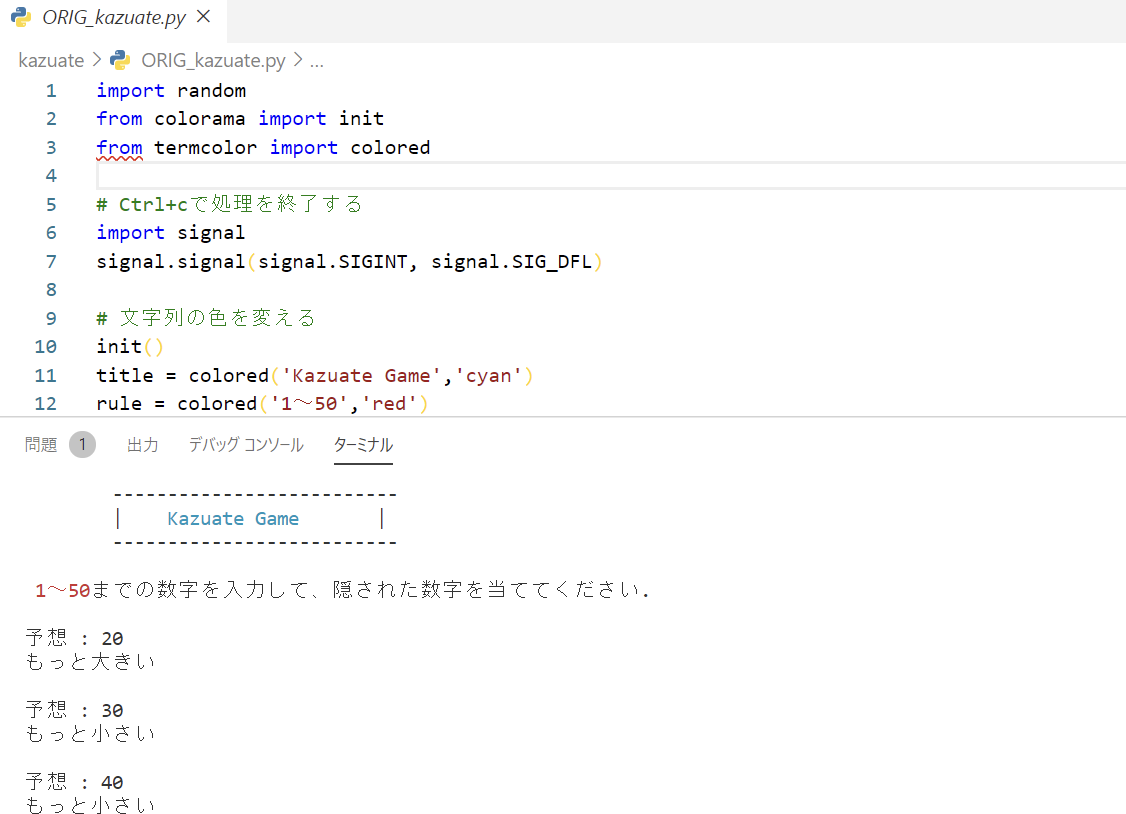 ORIG_kazuate.py ×
kazuate > ORIG_kazuate.py > ...
1 import random
2 from colorama import init
3 from termcolor import colored
4
5 # Ctrl+cで処理を終了する
6 import signal
7 signal.signal(signal.SIGINT, signal.SIG_DFL)
8
9 # 文字列の色を変える
10 init()
11 title = colored('Kazuate Game','cyan')
12 rule = colored('1～50','red')
問題 1 出力 デバッグ コンソール ターミナル
--------------------------
| Kazuate Game |
--------------------------
1～50までの数字を入力して、隠された数字を当ててください.
予想 : 20
もっと大きい
予想 : 30
もっと小さい
予想 : 40
もっと小さい